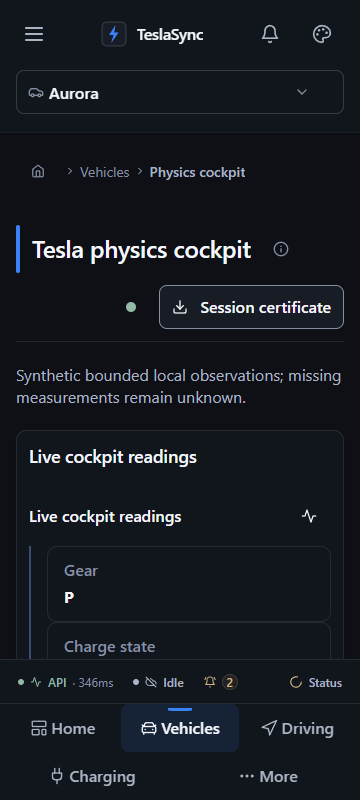 TeslaSync
Aurora
Vehicles
Physics cockpit
Tesla physics cockpit
Session certificate
Synthetic bounded local observations; missing
measurements remain unknown.
Live cockpit readings
Live cockpit readings
Gear
P
Charge state
API · 346ms
Idle
2
Status
Home
Vehicles
Driving
Charging
More